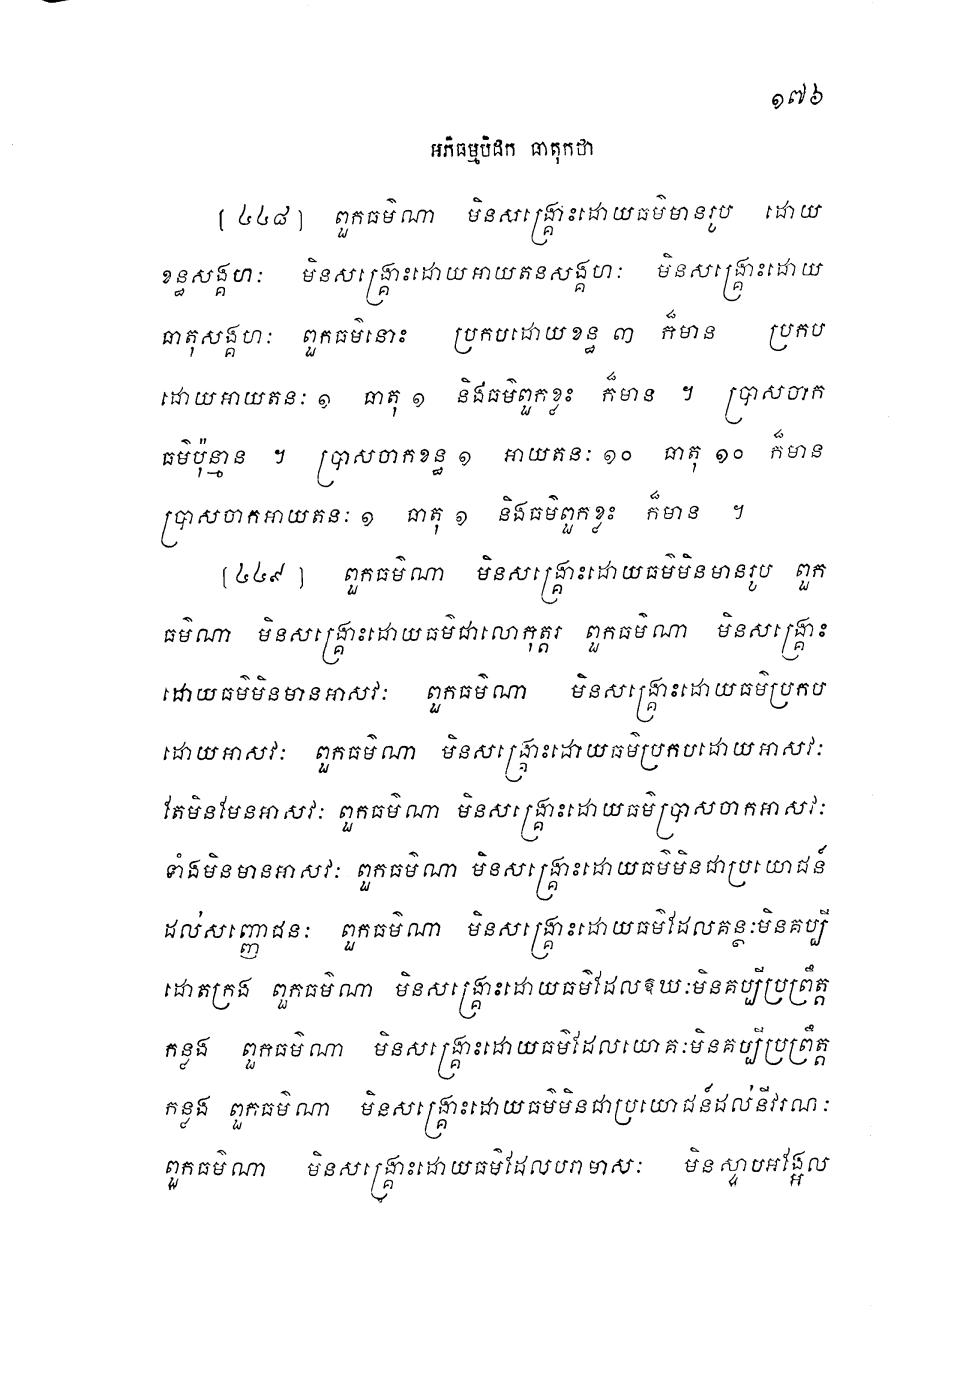 ១៧៦
អភិធម្មបិដក ធាតុកថា
[៤៤៨] ពួកធម៌ណា មិនសង្គ្រោះដោយធម៌មានរូប ដោយ
ខន្ធសង្គហៈ មិនសង្គ្រោះដោយអាយតនសង្គហៈ មិនសង្គ្រោះដោយ
ធាតុសង្គហៈ ពួកធម៌នោះ ប្រកបដោយខន្ធ ៣ ក៏មាន ប្រកប
ដោយអាយតនៈ ១ ធាតុ ១ និងធម៌ពួកខ្លះ ក៏មាន ។ ប្រាសចាក
ធម៌ប៉ុន្មាន ។ ប្រាសចាកខន្ធ ១ អាយតនៈ ១០ ធាតុ ១០ ក៏មាន
ប្រាសចាកអាយតនៈ ១ ធាតុ ១ និងធម៌ពួកខ្លះ ក៏មាន ។
[៤៤៩] ពួកធម៌ណា មិនសង្គ្រោះដោយធម៌មិនមានរូប ពួក
ធម៌ណា មិនសង្គ្រោះដោយធម៌ជាលោកុត្តរ ពួកធម៌ណា មិនសង្គ្រោះ
ដោយធម៌មិនមានអាសវៈ ពួកធម៌ណា មិនសង្គ្រោះដោយធម៌ប្រកប
ដោយអាសវៈ ពួកធម៌ណា មិនសង្គ្រោះដោយធម៌ប្រកបដោយអាសវៈ
តែមិនមែនអាសវៈ ពួកធម៌ណា មិនសង្គ្រោះដោយធម៌ប្រាសចាកអាសវៈ
ទាំងមិនមានអាសវៈ ពួកធម៌ណា មិនសង្គ្រោះដោយធម៌មិនជាប្រយោជន៍
ដល់សញ្ញោជនៈ ពួកធម៌ណា មិនសង្គ្រោះដោយធម៌ដែលគន្ថៈមិនគប្បី
ដោតក្រង ពួកធម៌ណា មិនសង្គ្រោះដោយធម៌ដែលឱឃៈមិនគប្បីប្រព្រឹត្ត
កន្លង ពួកធម៌ណា មិនសង្គ្រោះដោយធម៌ដែលយោគៈមិនគប្បីប្រព្រឹត្ត
កន្លង ពួកធម៌ណា មិនសង្គ្រោះដោយធម៌មិនជាប្រយោជន៍ដល់នីវរណៈ
ពួកធម៌ណា មិនសង្គ្រោះដោយធម៌ដែលបរាមាសៈ មិនស្ទាបអង្អែល